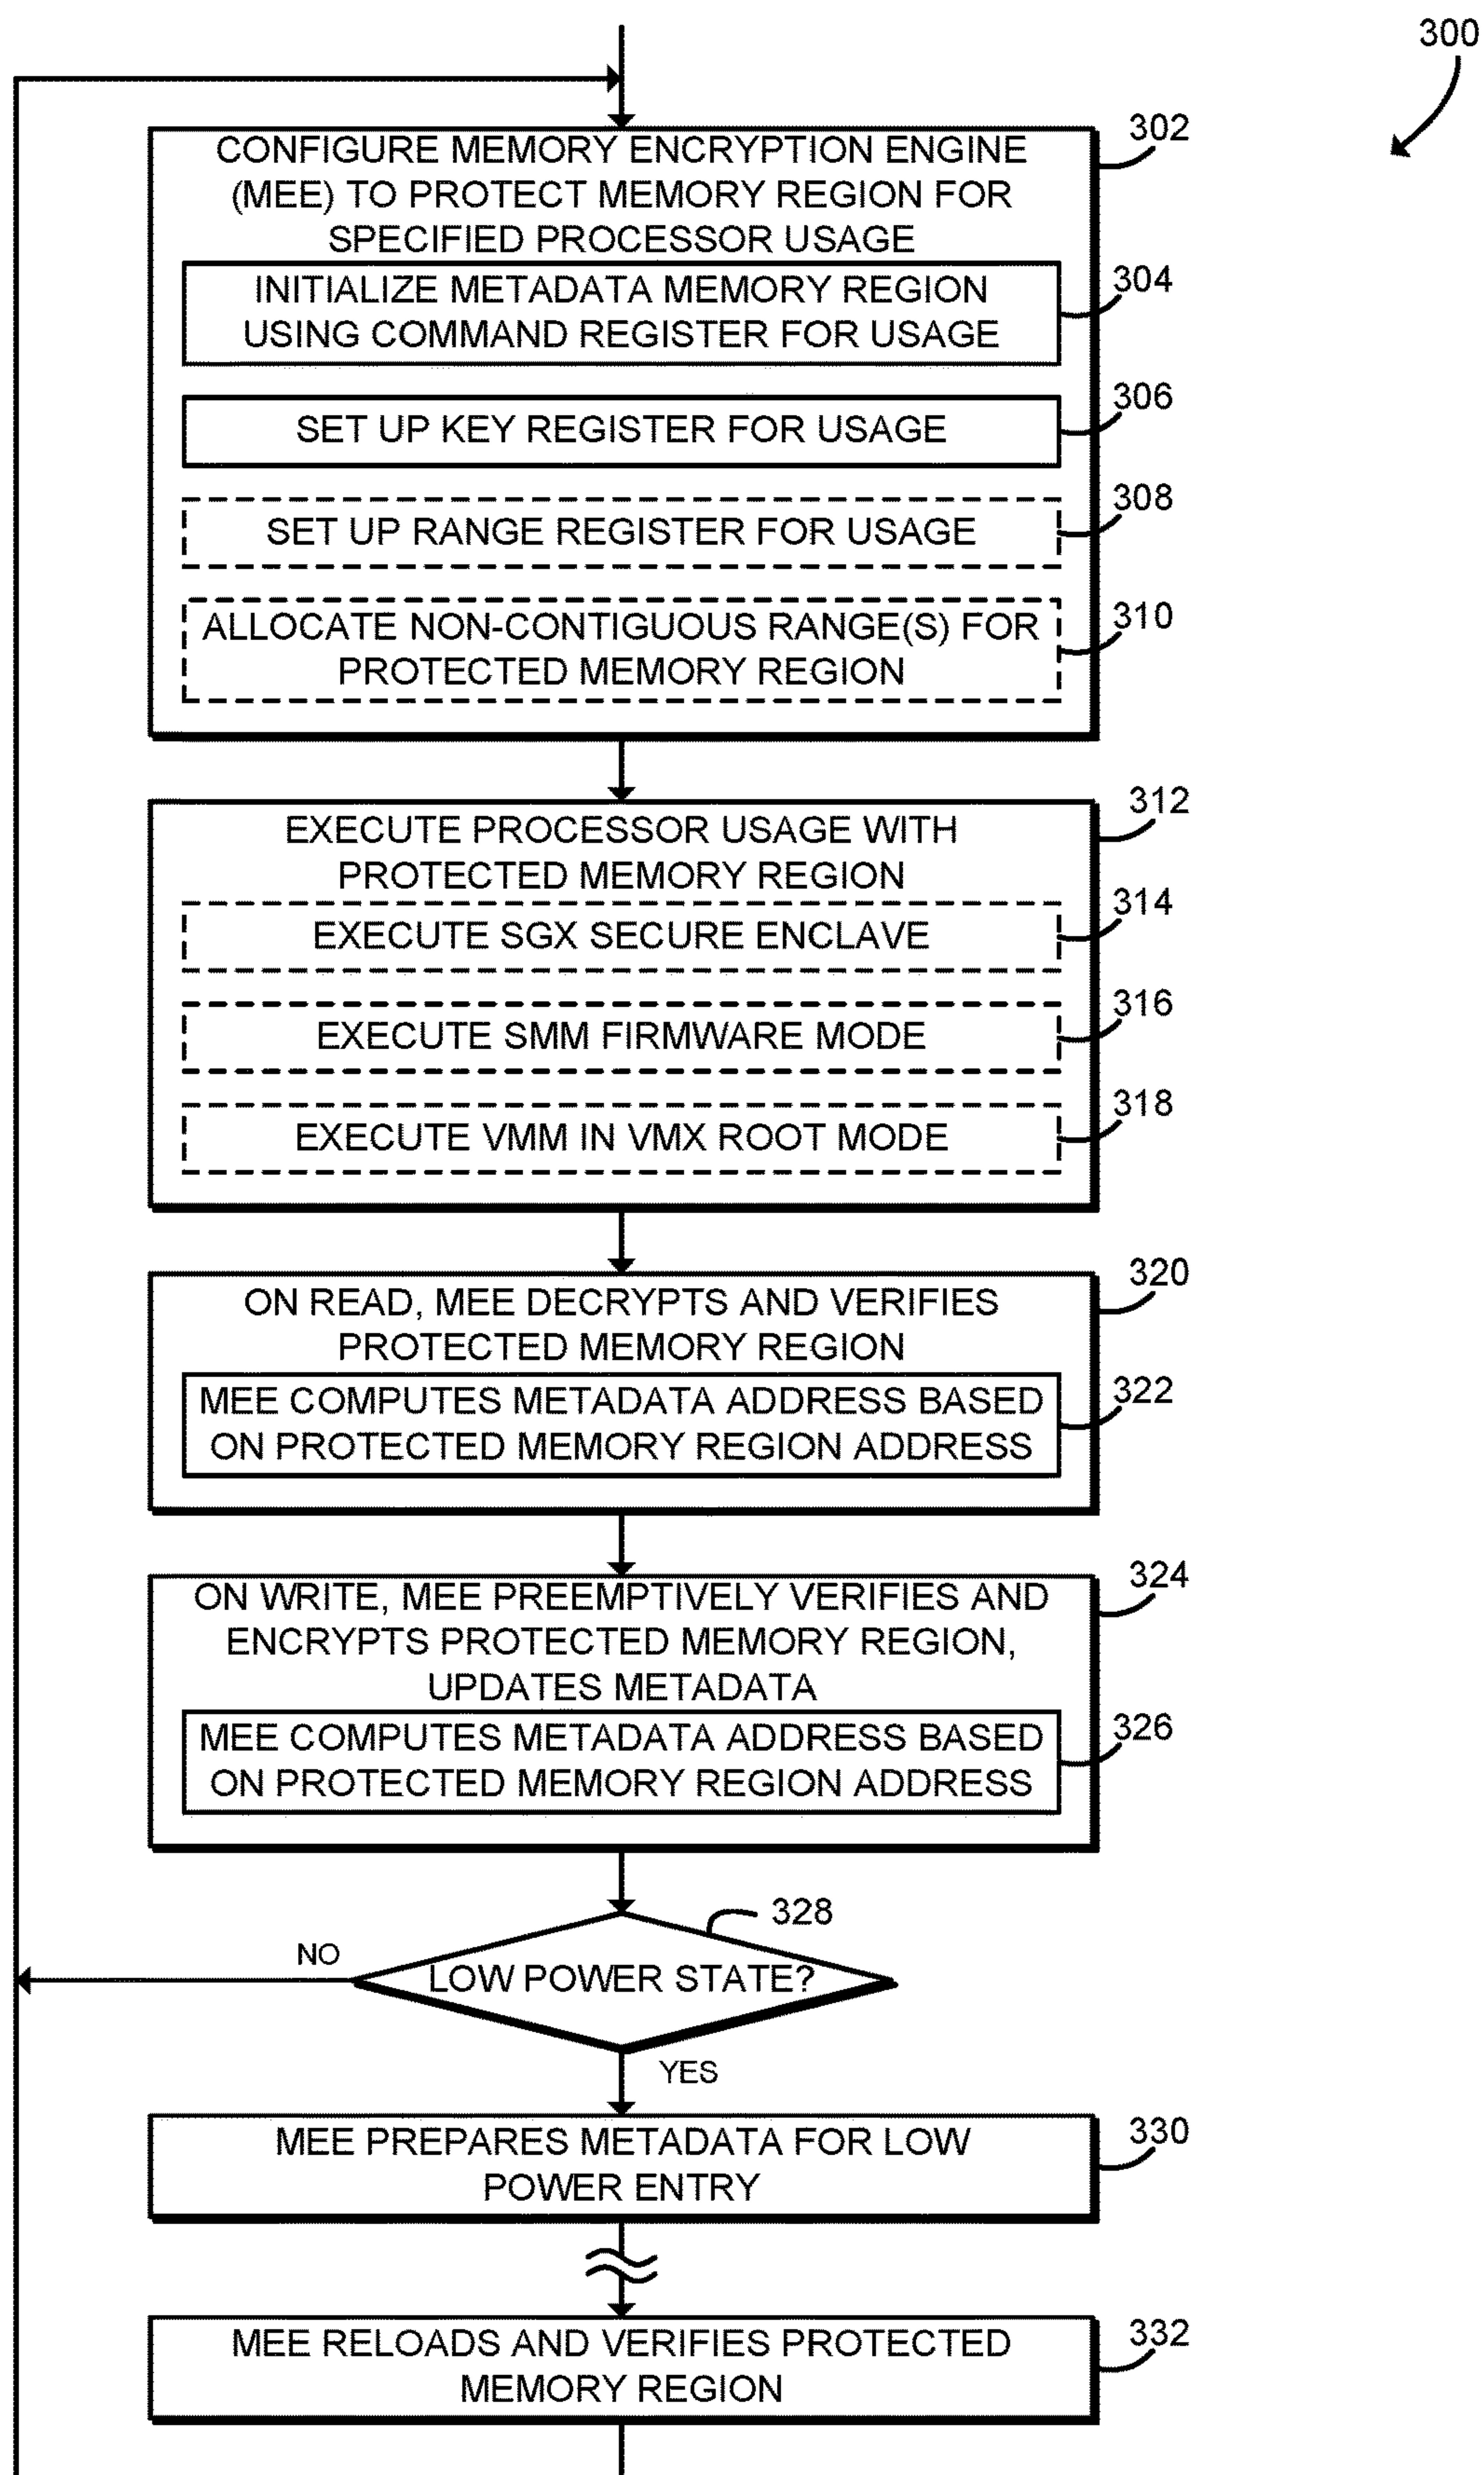 300
302
CONFIGURE MEMORY ENCRYPTION ENGINE
(MEE) TO PROTECT MEMORY REGION FOR
SPECIFIED PROCESSOR USAGE
304
INITIALIZE METADATA MEMORY REGION
USING COMMAND REGISTER FOR USAGE
306
SET UP KEY REGISTER FOR USAGE
308
SET UP RANGE REGISTER FOR USAGE
310
ALLOCATE NON-CONTIGUOUS RANGE(S) FOR
PROTECTED MEMORY REGION
312
EXECUTE PROCESSOR USAGE WITH
PROTECTED MEMORY REGION
314
EXECUTE SGX SECURE ENCLAVE
316
EXECUTE SMM FIRMWARE MODE
318
EXECUTE VMM IN VMX ROOT MODE
320
ON READ, MEE DECRYPTS AND VERIFIES
PROTECTED MEMORY REGION
322
MEE COMPUTES METADATA ADDRESS BASED
ON PROTECTED MEMORY REGION ADDRESS
324
ON WRITE, MEE PREEMPTIVELY VERIFIES AND
ENCRYPTS PROTECTED MEMORY REGION,
UPDATES METADATA
326
MEE COMPUTES METADATA ADDRESS BASED
ON PROTECTED MEMORY REGION ADDRESS
328
NO
LOW POWER STATE?
YES
330
MEE PREPARES METADATA FOR LOW
POWER ENTRY
332
MEE RELOADS AND VERIFIES PROTECTED
MEMORY REGION